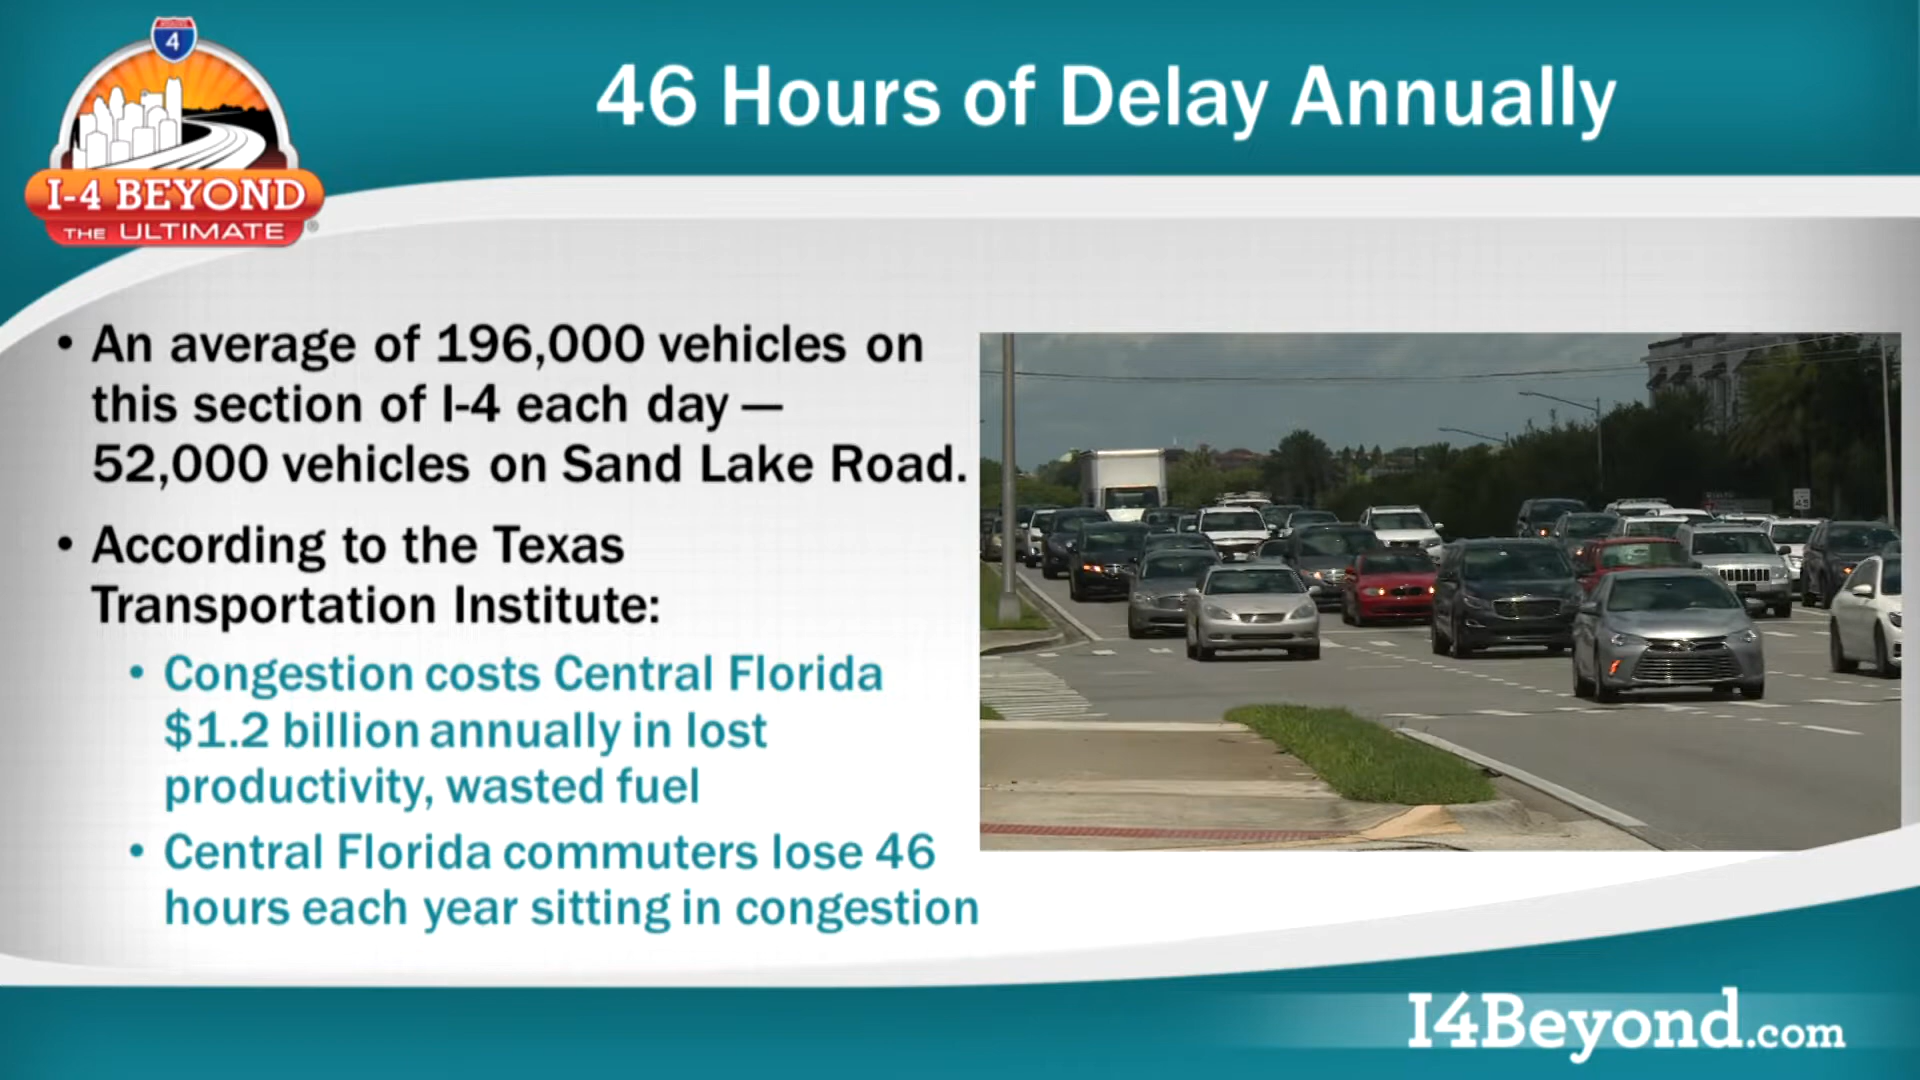 4
I-4 BEYOND
THE ULTIMATE®
46 Hours of Delay Annually
• An average of 196,000 vehicles on
this section of I-4 each day —
52,000 vehicles on Sand Lake Road.
• According to the Texas
Transportation Institute:
• Congestion costs Central Florida
$1.2 billion annually in lost
productivity, wasted fuel
• Central Florida commuters lose 46
hours each year sitting in congestion
I4Beyond.com